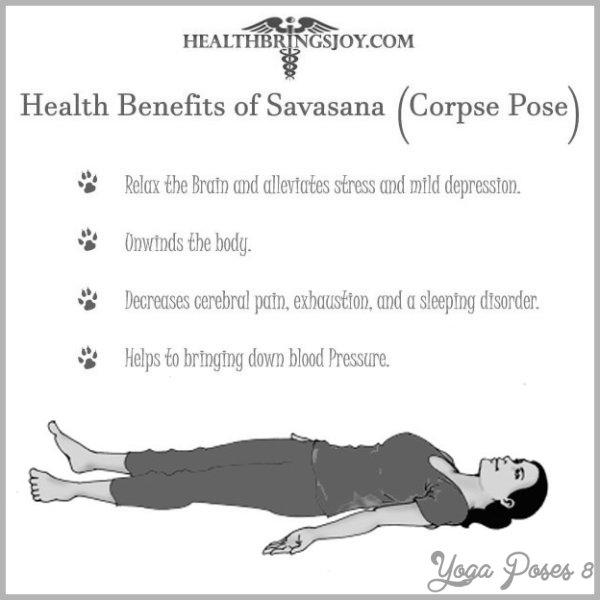 HEALTHBRINGSJOY.COM
Health Benefits of Savasana (Corpse Pose)
Relax the Brain and alleviates stress and mild depression.
Unwinds the body.
Decreases cerebral pain, exhaustion, and a sleeping disorder.
Helps to bringing down blood Pressure.
Yoga Poses 8